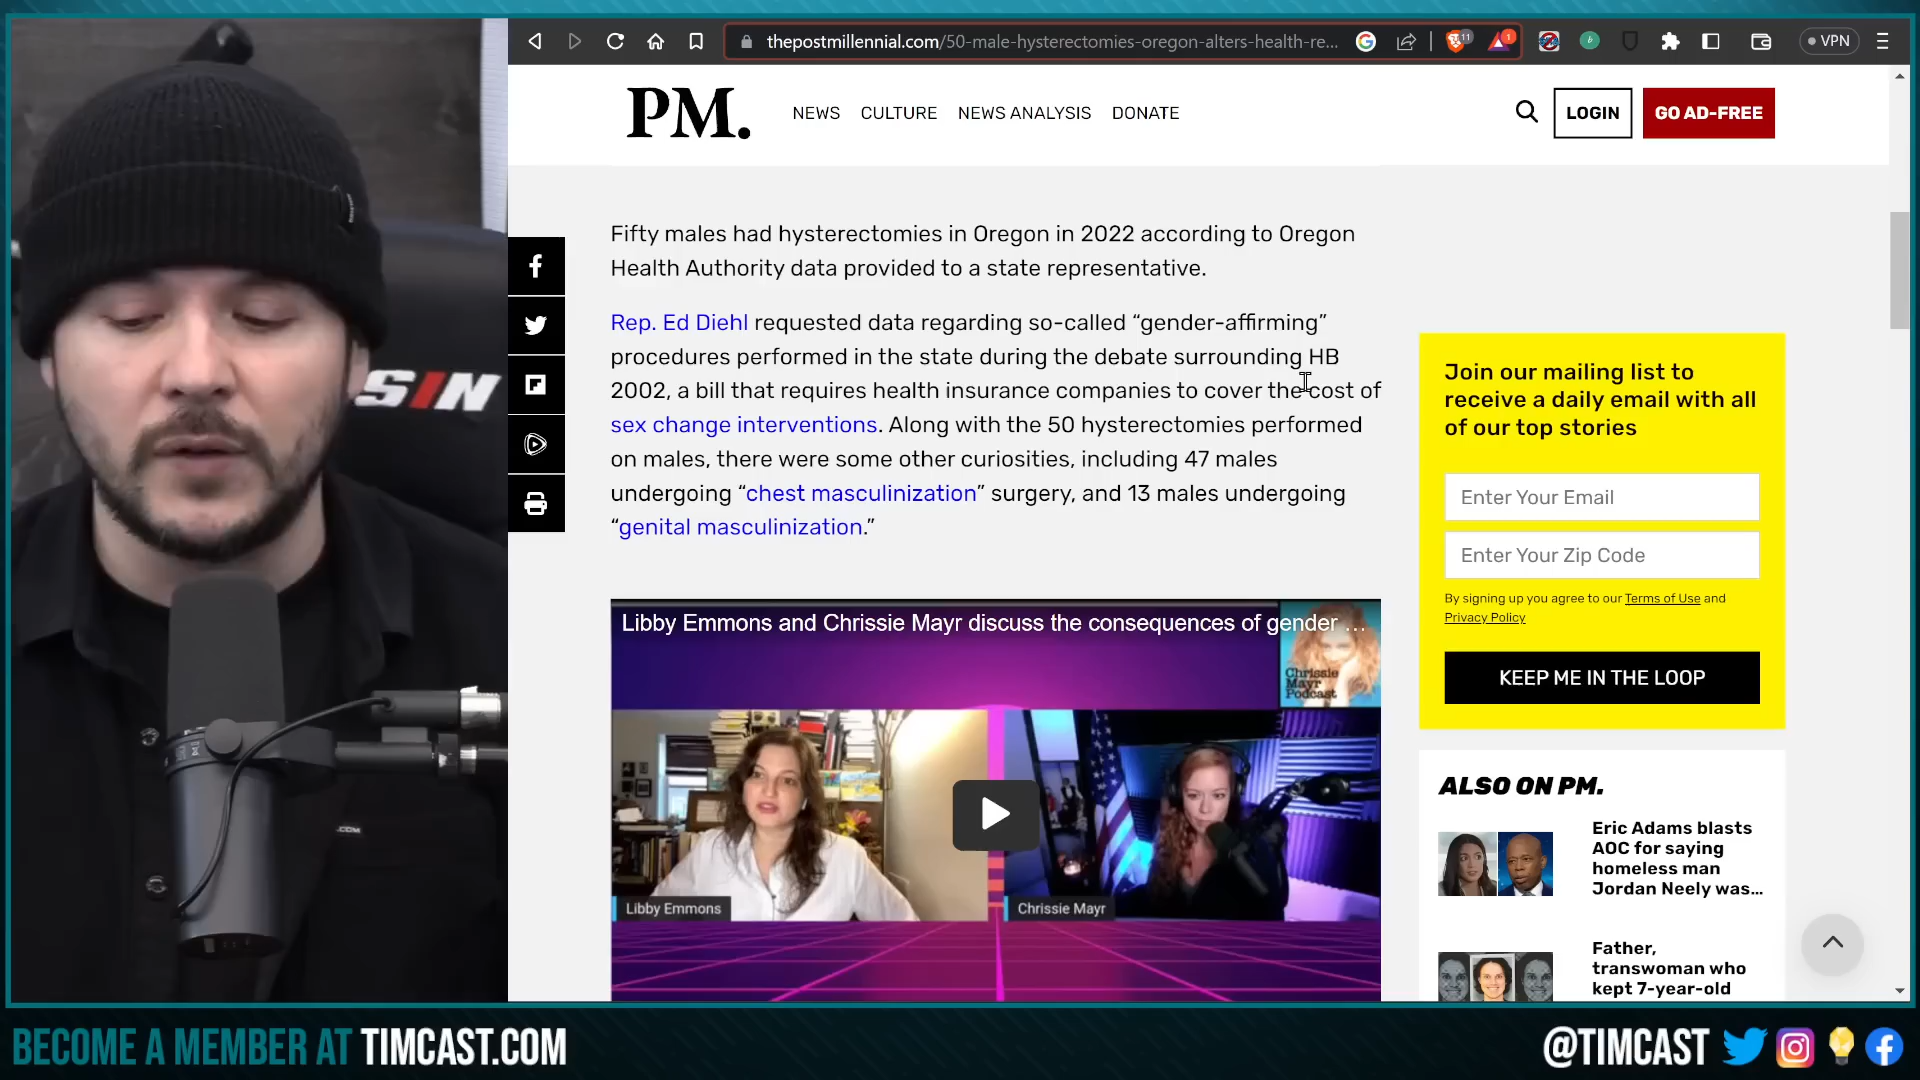 thepostmillennial.com/50-male-hysterectomies-oregon-alters-health-re...
11
1
VPN
PM.
NEWS CULTURE NEWS ANALYSIS DONATE
LOGIN
GO AD-FREE
Fifty males had hysterectomies in Oregon in 2022 according to Oregon
Health Authority data provided to a state representative.
Rep. Ed Diehl requested data regarding so-called “gender-affirming”
procedures performed in the state during the debate surrounding HB
2002, a bill that requires health insurance companies to cover the cost of
sex change interventions. Along with the 50 hysterectomies performed
on males, there were some other curiosities, including 47 males
undergoing “chest masculinization” surgery, and 13 males undergoing
“genital masculinization.”
Libby Emmons and Chrissie Mayr discuss the consequences of gender ...
Chrissie
Mayr
Podcast
Libby Emmons
Chrissie Mayr
Join our mailing list to
receive a daily email with all
of our top stories
Enter Your Email
Enter Your Zip Code
By signing up you agree to our Terms of Use and
Privacy Policy
KEEP ME IN THE LOOP
ALSO ON PM.
Eric Adams blasts
AOC for saying
homeless man
Jordan Neely was...
Father,
transwoman who
kept 7-year-old
SIN
.COM
BECOME A MEMBER AT TIMCAST.COM
@TIMCAST